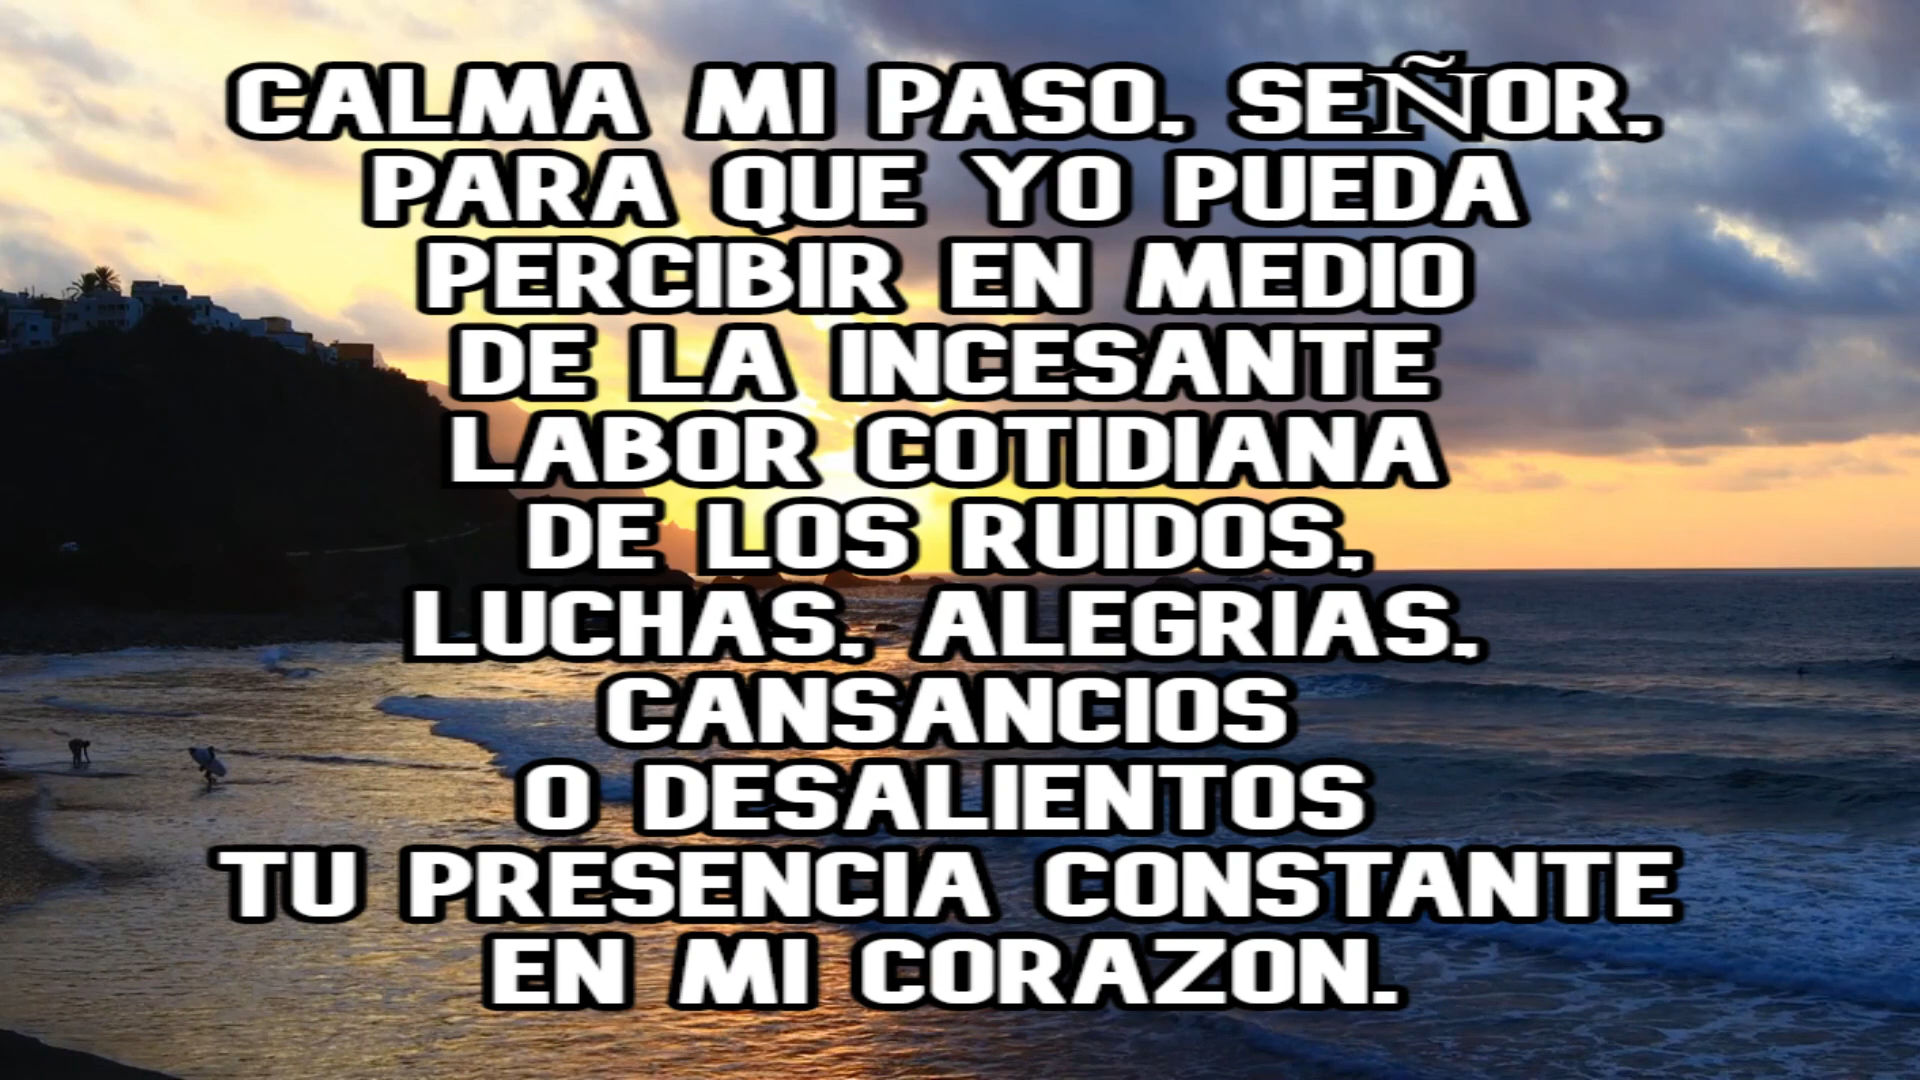 CALMA MI PASO, SEÑOR,
PARA QUE YO PUEDA
PERCIBIR EN MEDIO
DE LA INCESANTE
LABOR COTIDIANA
DE LOS RUIDOS,
LUCHAS, ALEGRIAS,
CANSANCIOS
O DESALIENTOS
TU PRESENCIA CONSTANTE
EN MI CORAZON.